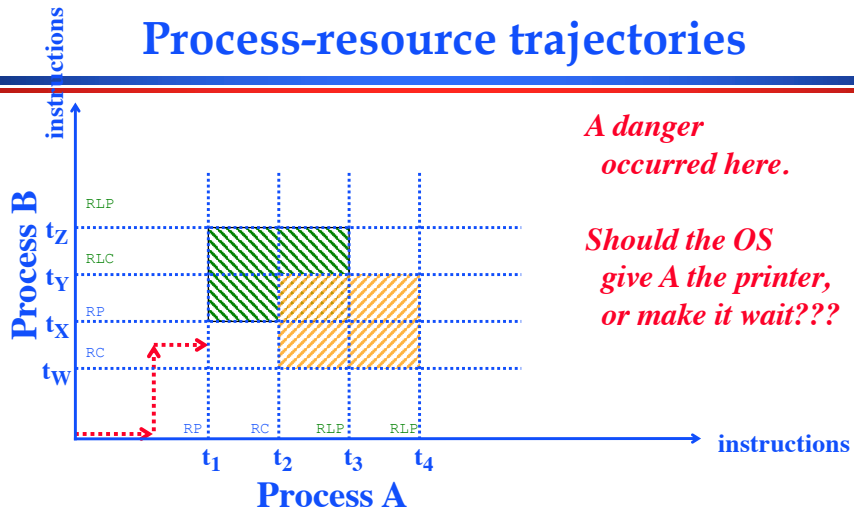 Process-resource trajectories
instructions
A danger
occurred here.
Should the OS
give A the printer,
or make it wait???
Process B
RLP
tZ
RLC
tY
RP
tX
RC
tW
RP RC RLP RLP
t1 t2 t3 t4
instructions
Process A